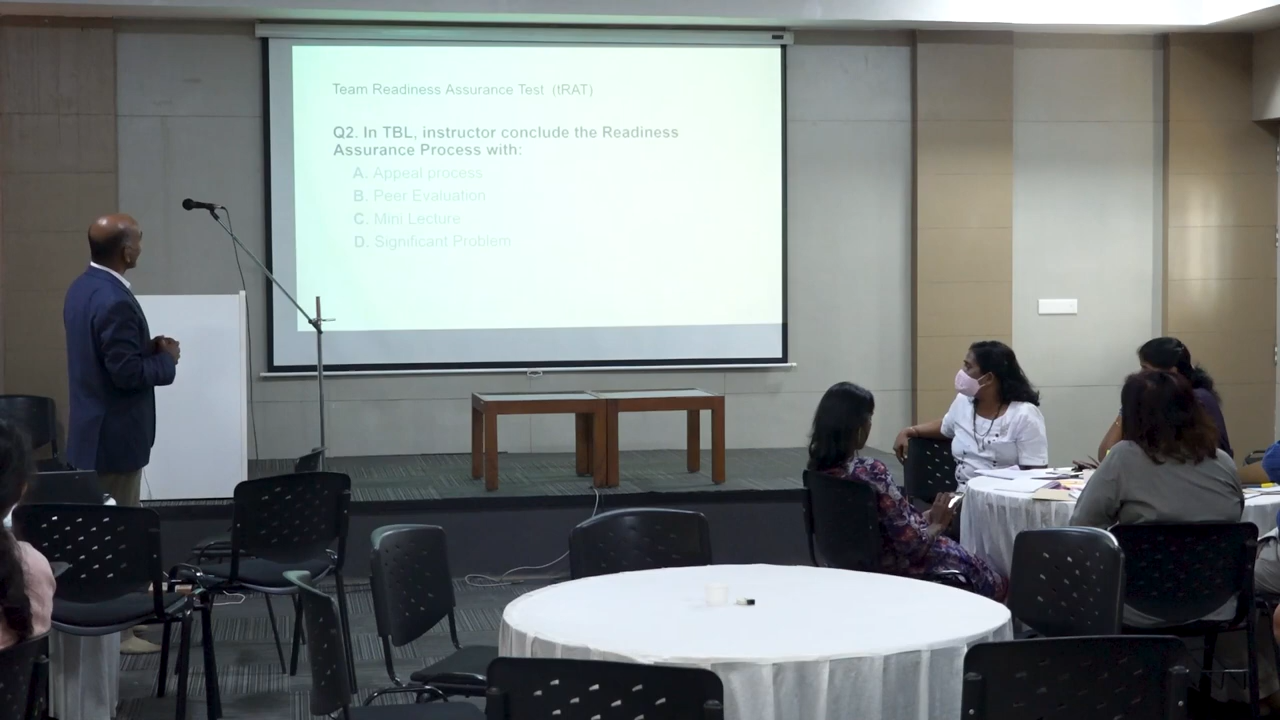 Team Readiness Assurance Test (tRAT)
Q2. In TBL, instructor conclude the Readiness
Assurance Process with:
A. Appeal process
B. Peer Evaluation
C. Mini Lecture
D. Significant Problem